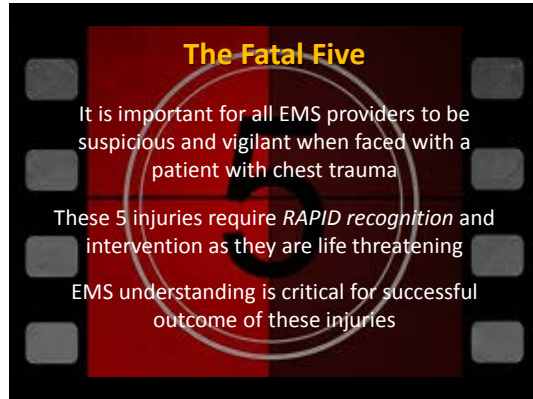 The Fatal Five
It is important for all EMS providers to be
suspicious and vigilant when faced with a
patient with chest trauma
These 5 injuries require RAPID recognition and
intervention as they are life threatening
EMS understanding is critical for successful
outcome of these injuries
5